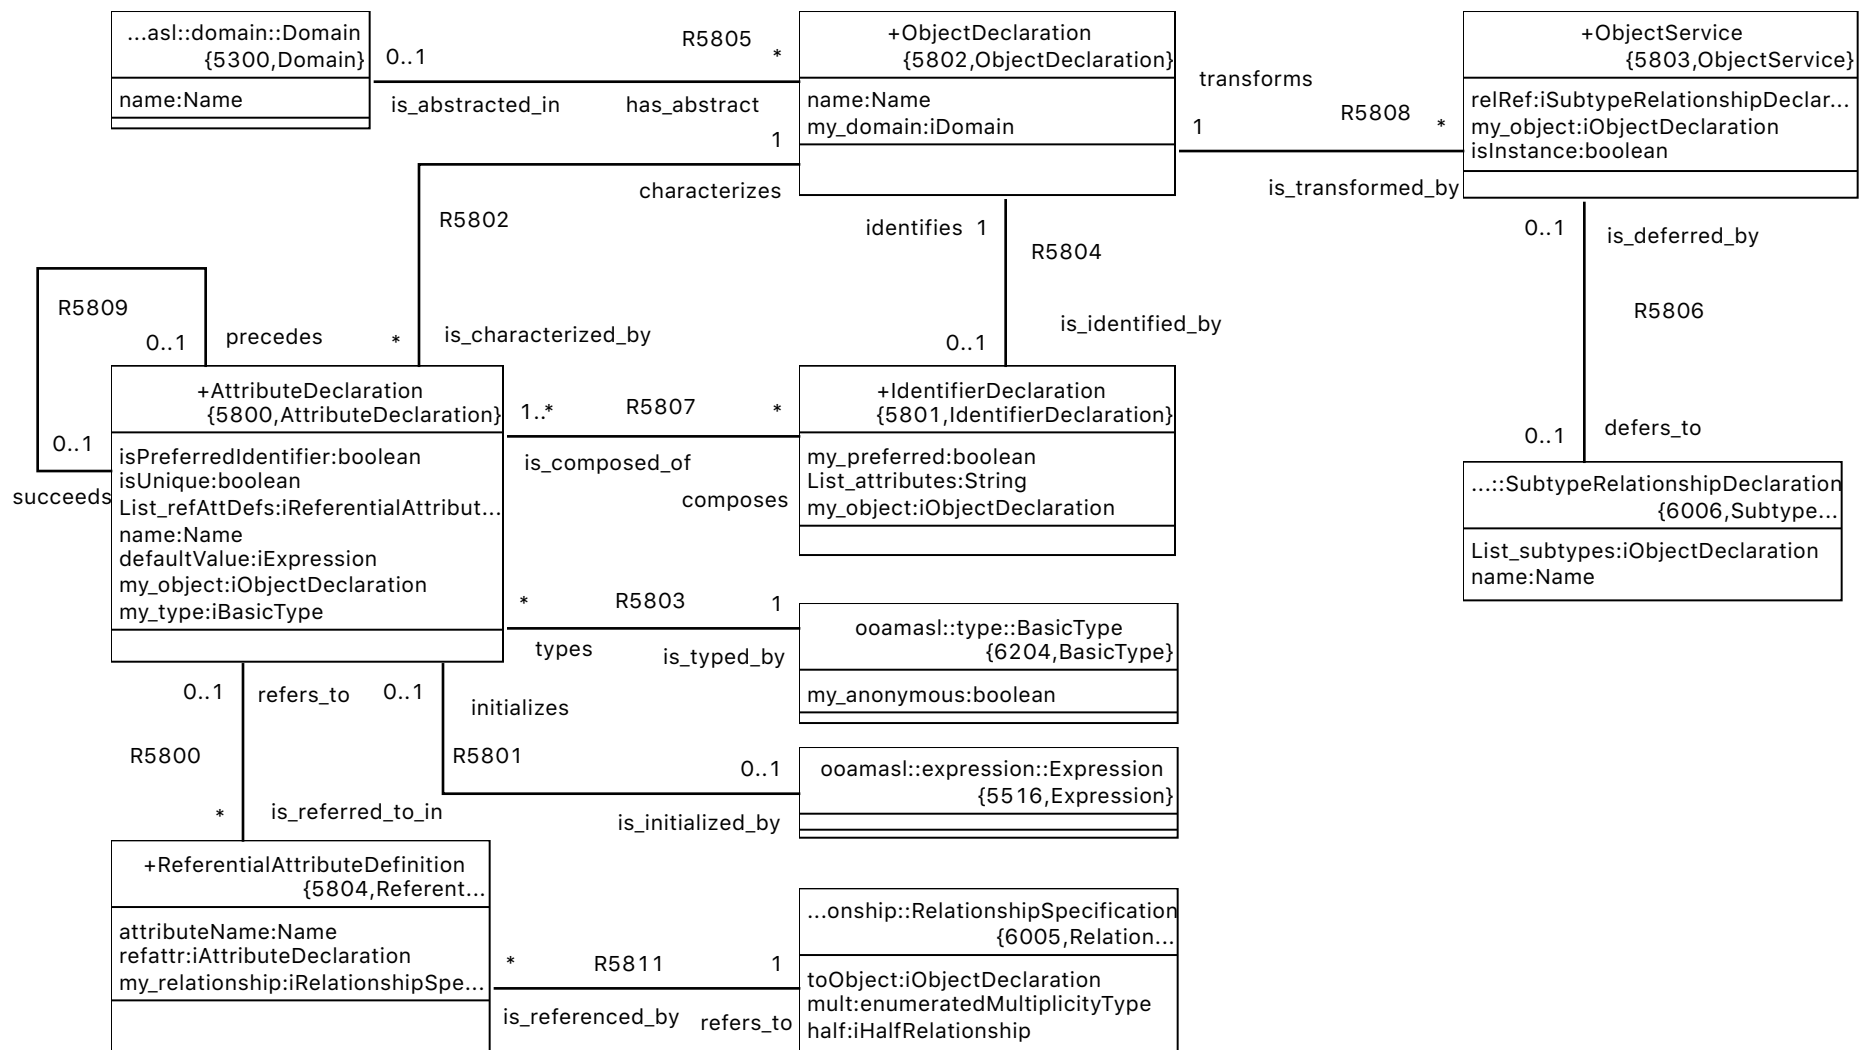 ...asl::domain::Domain
{5300,Domain}
name:Name
0..1
R5805
*
is_abstracted_in
has_abstract
+ObjectDeclaration
{5802,ObjectDeclaration}
name:Name
my_domain:iDomain
transforms
1
R5808
*
is_transformed_by
+ObjectService
{5803,ObjectService}
relRef:iSubtypeRelationshipDeclar...
my_object:iObjectDeclaration
isInstance:boolean
1
characterizes
R5802
*
is_characterized_by
identifies 1
R5804
is_identified_by
0..1
0..1
is_deferred_by
R5806
0..1
defers_to
R5809
0..1
precedes
0..1
succeeds
+AttributeDeclaration
{5800,AttributeDeclaration}
isPreferredIdentifier:boolean
isUnique:boolean
List_refAttDefs:iReferentialAttribut...
name:Name
defaultValue:iExpression
my_object:iObjectDeclaration
my_type:iBasicType
1..*
R5807
*
is_composed_of
composes
+IdentifierDeclaration
{5801,IdentifierDeclaration}
my_preferred:boolean
List_attributes:String
my_object:iObjectDeclaration
...::SubtypeRelationshipDeclaration
{6006,Subtype...
List_subtypes:iObjectDeclaration
name:Name
*
R5803
1
types
is_typed_by
ooamasl::type::BasicType
{6204,BasicType}
my_anonymous:boolean
0..1
refers_to
R5800
*
is_referred_to_in
0..1
initializes
R5801
0..1
is_initialized_by
ooamasl::expression::Expression
{5516,Expression}
+ReferentialAttributeDefinition
{5804,Referent...
attributeName:Name
refattr:iAttributeDeclaration
my_relationship:iRelationshipSpe...
*
R5811
1
is_referenced_by
refers_to
...onship::RelationshipSpecification
{6005,Relation...
toObject:iObjectDeclaration
mult:enumeratedMultiplicityType
half:iHalfRelationship